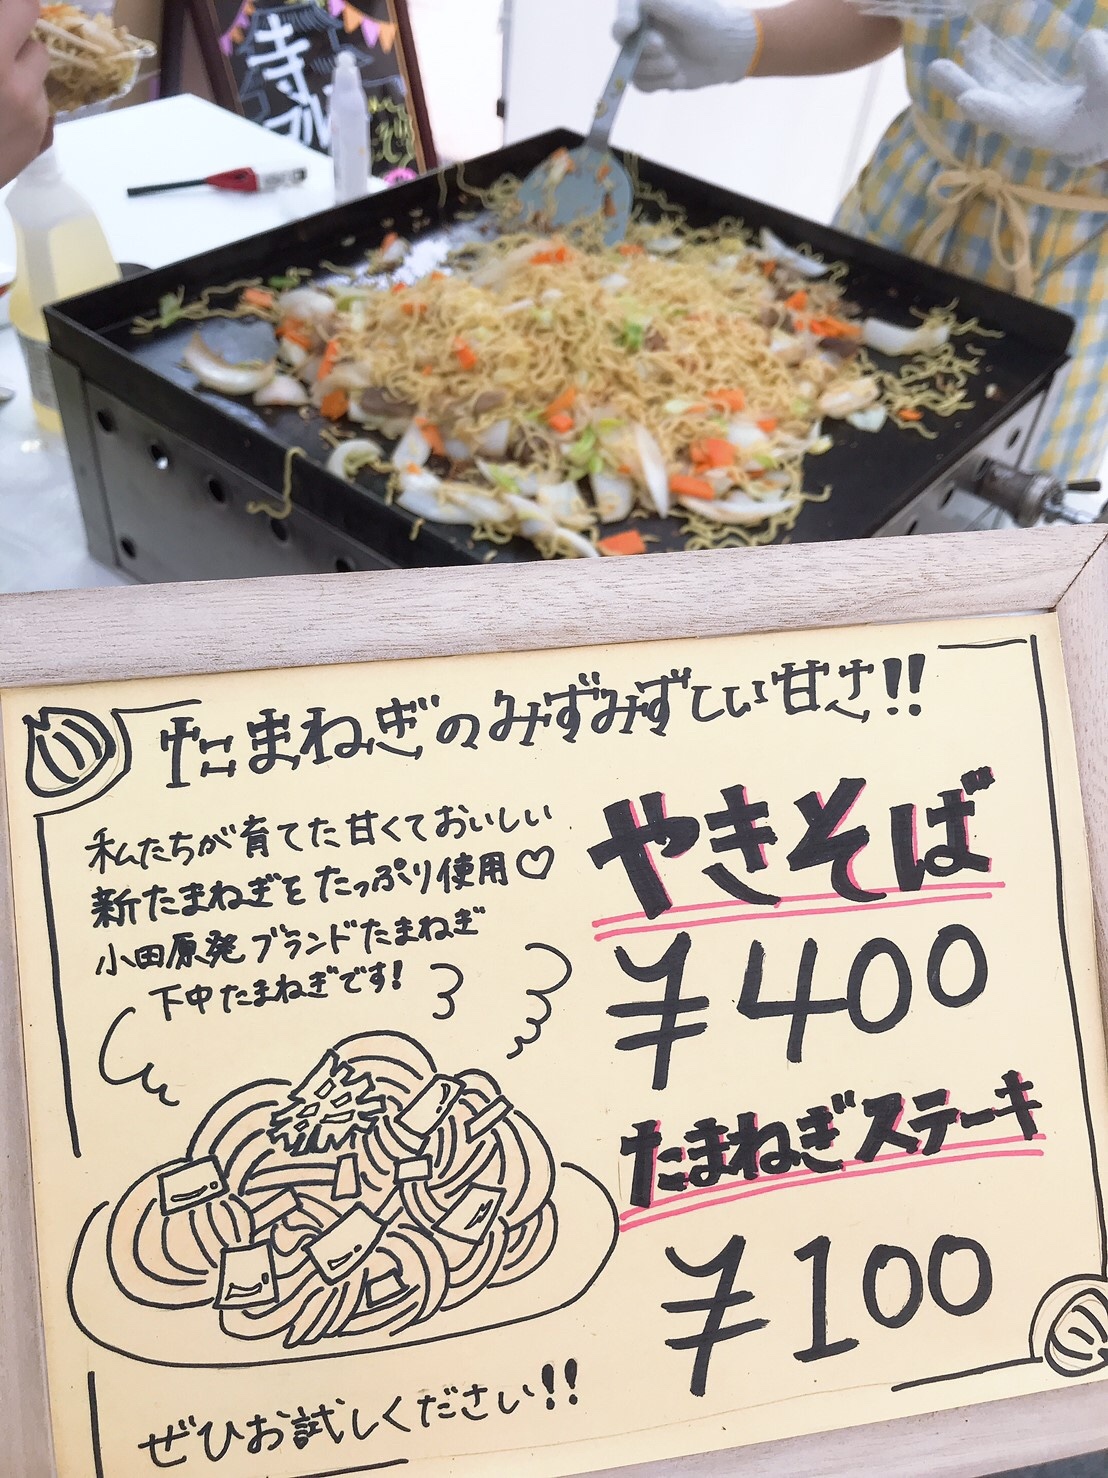 寺
たまねぎのみずみずしい甘さ!!
私たちが育てた甘くておいしい
新たまねぎをたっぷり使用♡
小田原発ブランドたまねぎ
下中たまねぎです!
やきそば
¥400
たまねぎステーキ
¥100
ぜひお試しください!!